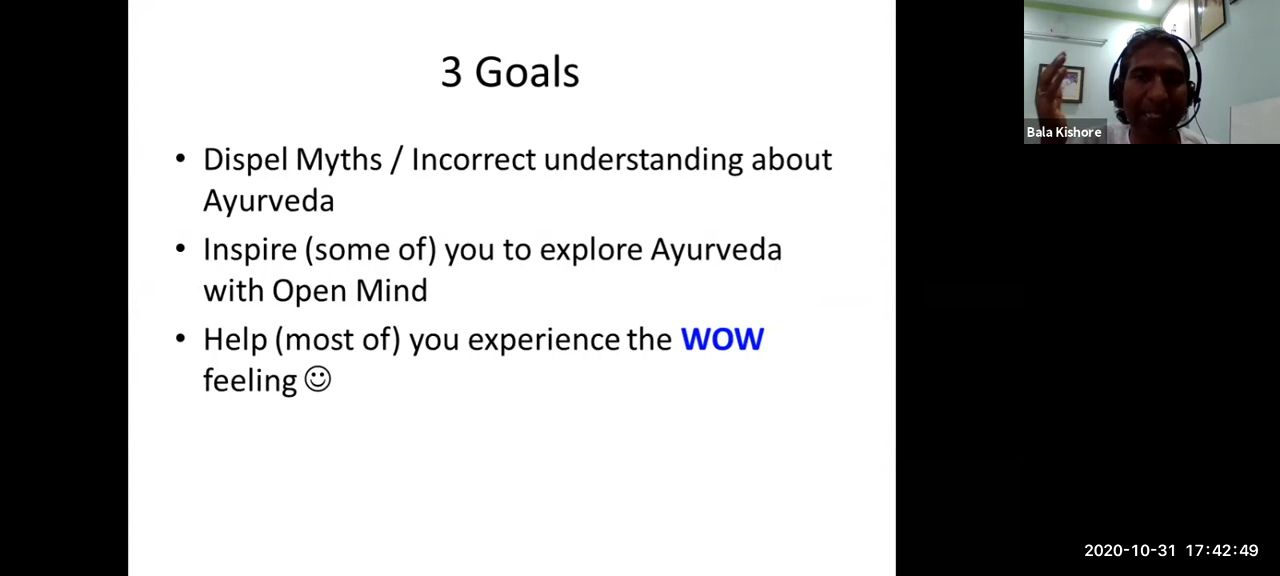 3 Goals
• Dispel Myths / Incorrect understanding about
Ayurveda
• Inspire (some of) you to explore Ayurveda
with Open Mind
• Help (most of) you experience the WOW
feeling ☺
Bala Kishore
2020-10-31 17:42:49